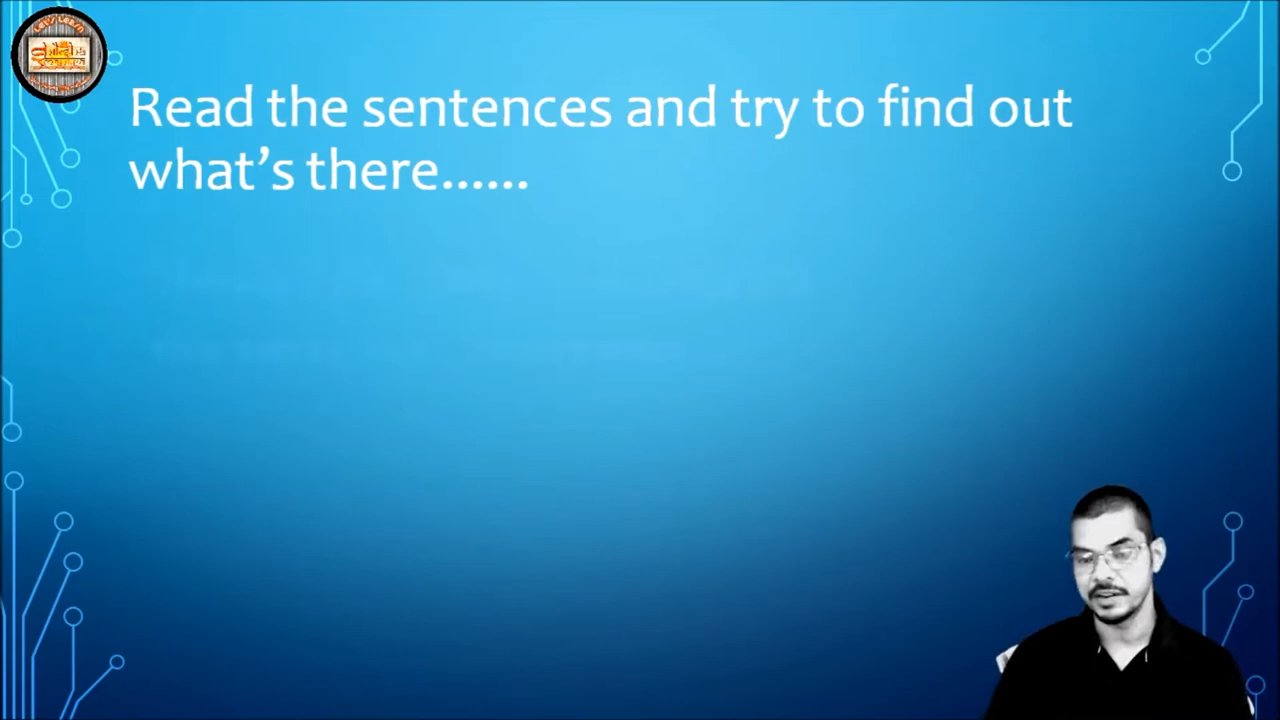 Read the sentences and try to find out
what's there......